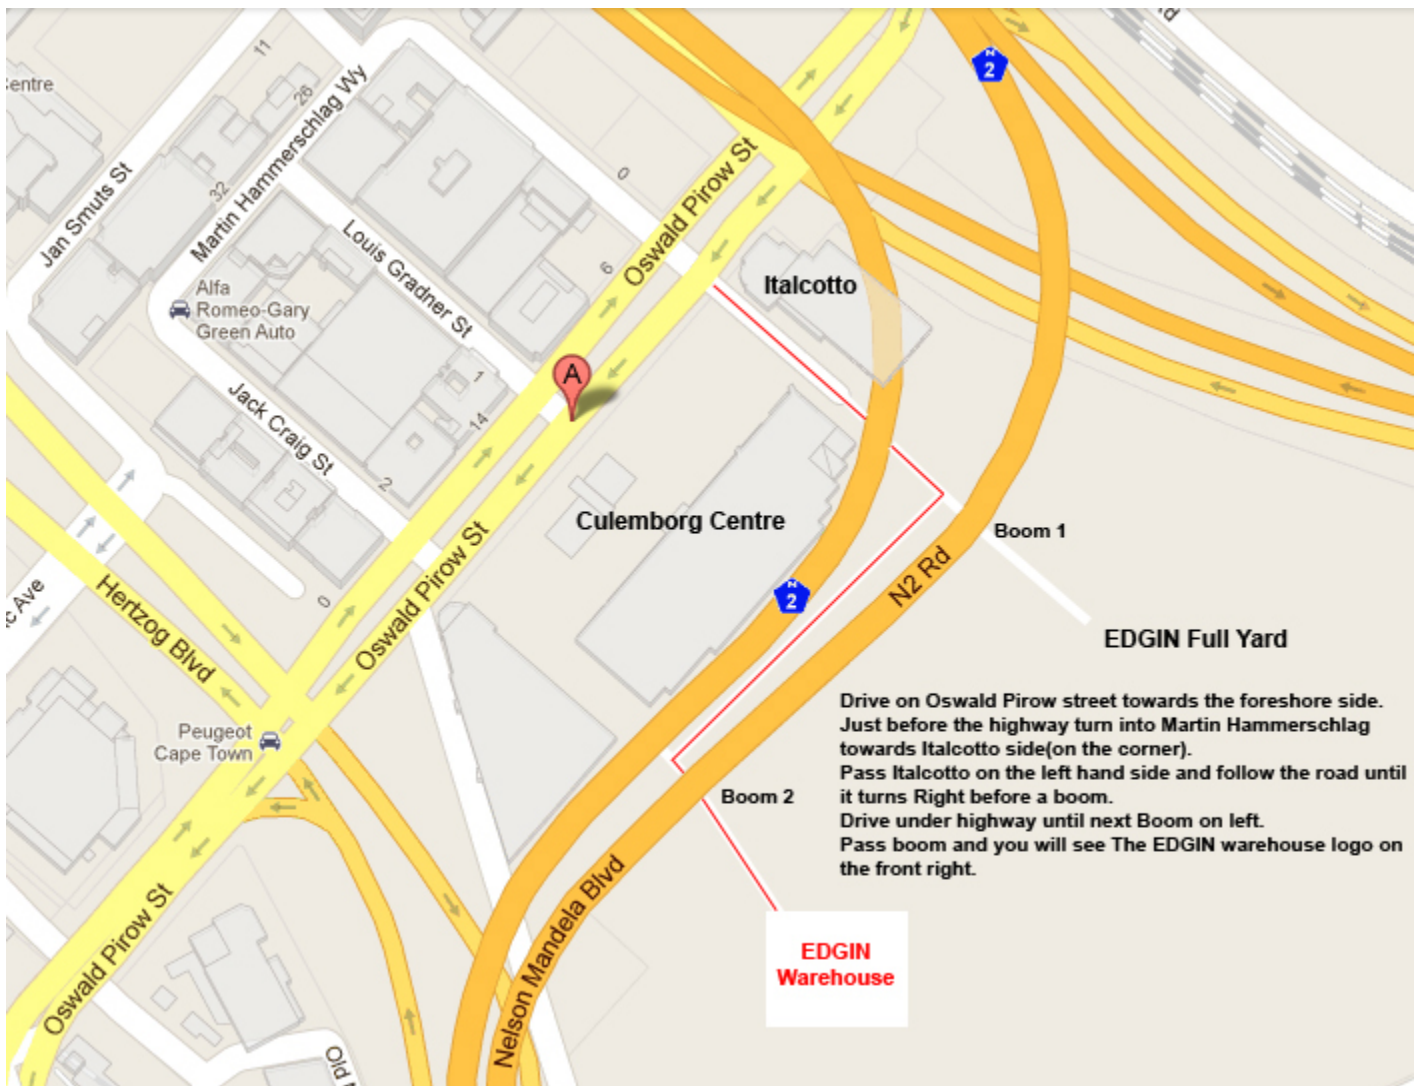 rd
N
2
11
Centre
26
Martin Hammerschlag Wy
32
Jan Smuts St
0
Oswald Pirow St
Louis Gradner St
6
Italcotto
Alfa
Romeo-Gary
Green Auto
A
1
14
Jack Craig St
2
Culemborg Centre
Boom 1
N2 Rd
N
2
0
Hertzog Blvd
Oswald Pirow St
Ave
EDGIN Full Yard
Drive on Oswald Pirow street towards the foreshore side.
Just before the highway turn into Martin Hammerschlag
towards Italcotto side(on the corner).
Pass Italcotto on the left hand side and follow the road until
it turns Right before a boom.
Drive under highway until next Boom on left.
Pass boom and you will see The EDGIN warehouse logo on
the front right.
Peugeot
Cape Town
Boom 2
Nelson Mandela Blvd
Oswald Pirow St
EDGIN
Warehouse
Old